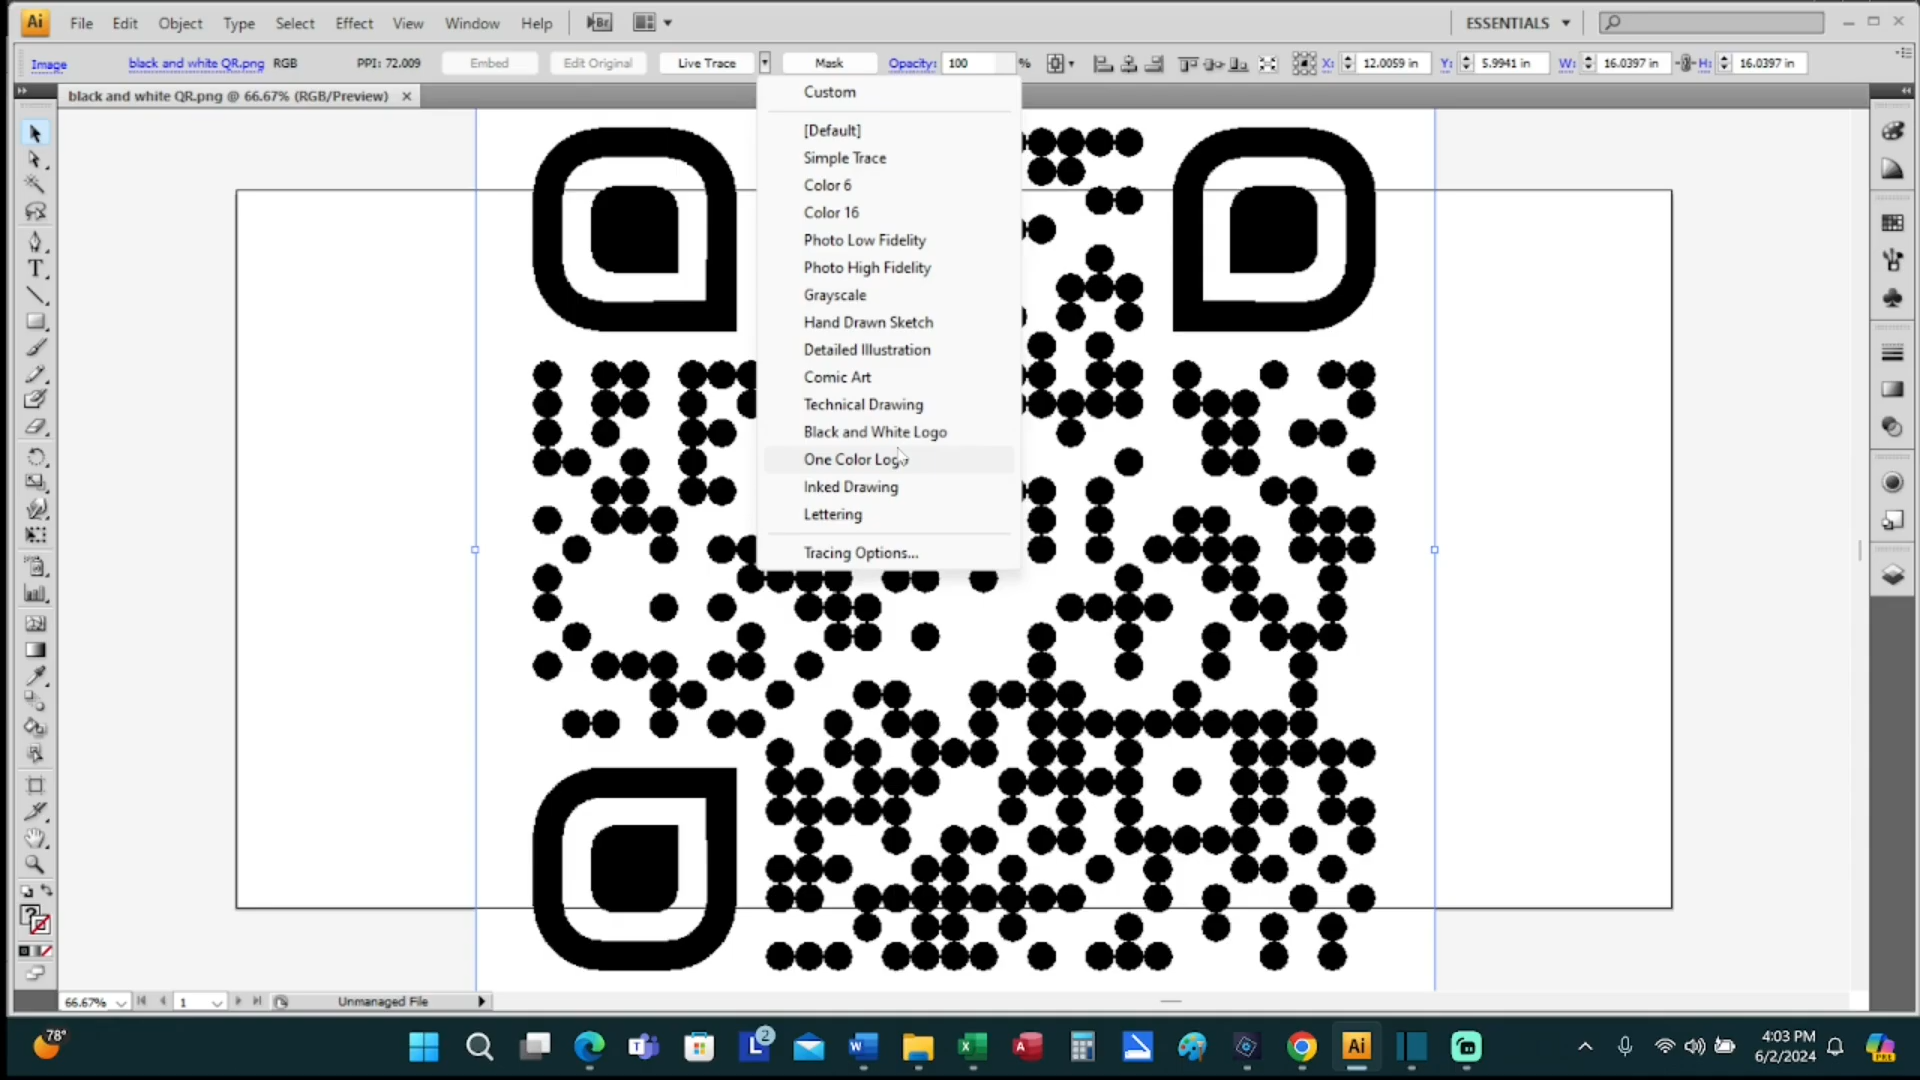 Ai File Edit Object Type Select Effect View Window Help Br ESSENTIALS
Image black and white QR.png RGB PPI: 72.009 Embed Edit Original Live Trace Mask Opacity: 100 % X: 12.0059 in Y: 5.9941 in W: 16.0397 in H: 16.0397 in
black and white QR.png @ 66.67% (RGB/Preview)
Custom
[Default]
Simple Trace
Color 6
Color 16
Photo Low Fidelity
Photo High Fidelity
Grayscale
Hand Drawn Sketch
Detailed Illustration
Comic Art
Technical Drawing
Black and White Logo
One Color Logo
Inked Drawing
Lettering
Tracing Options...
66.67% 1 Unmanaged File
78°
2
4:03 PM
6/2/2024